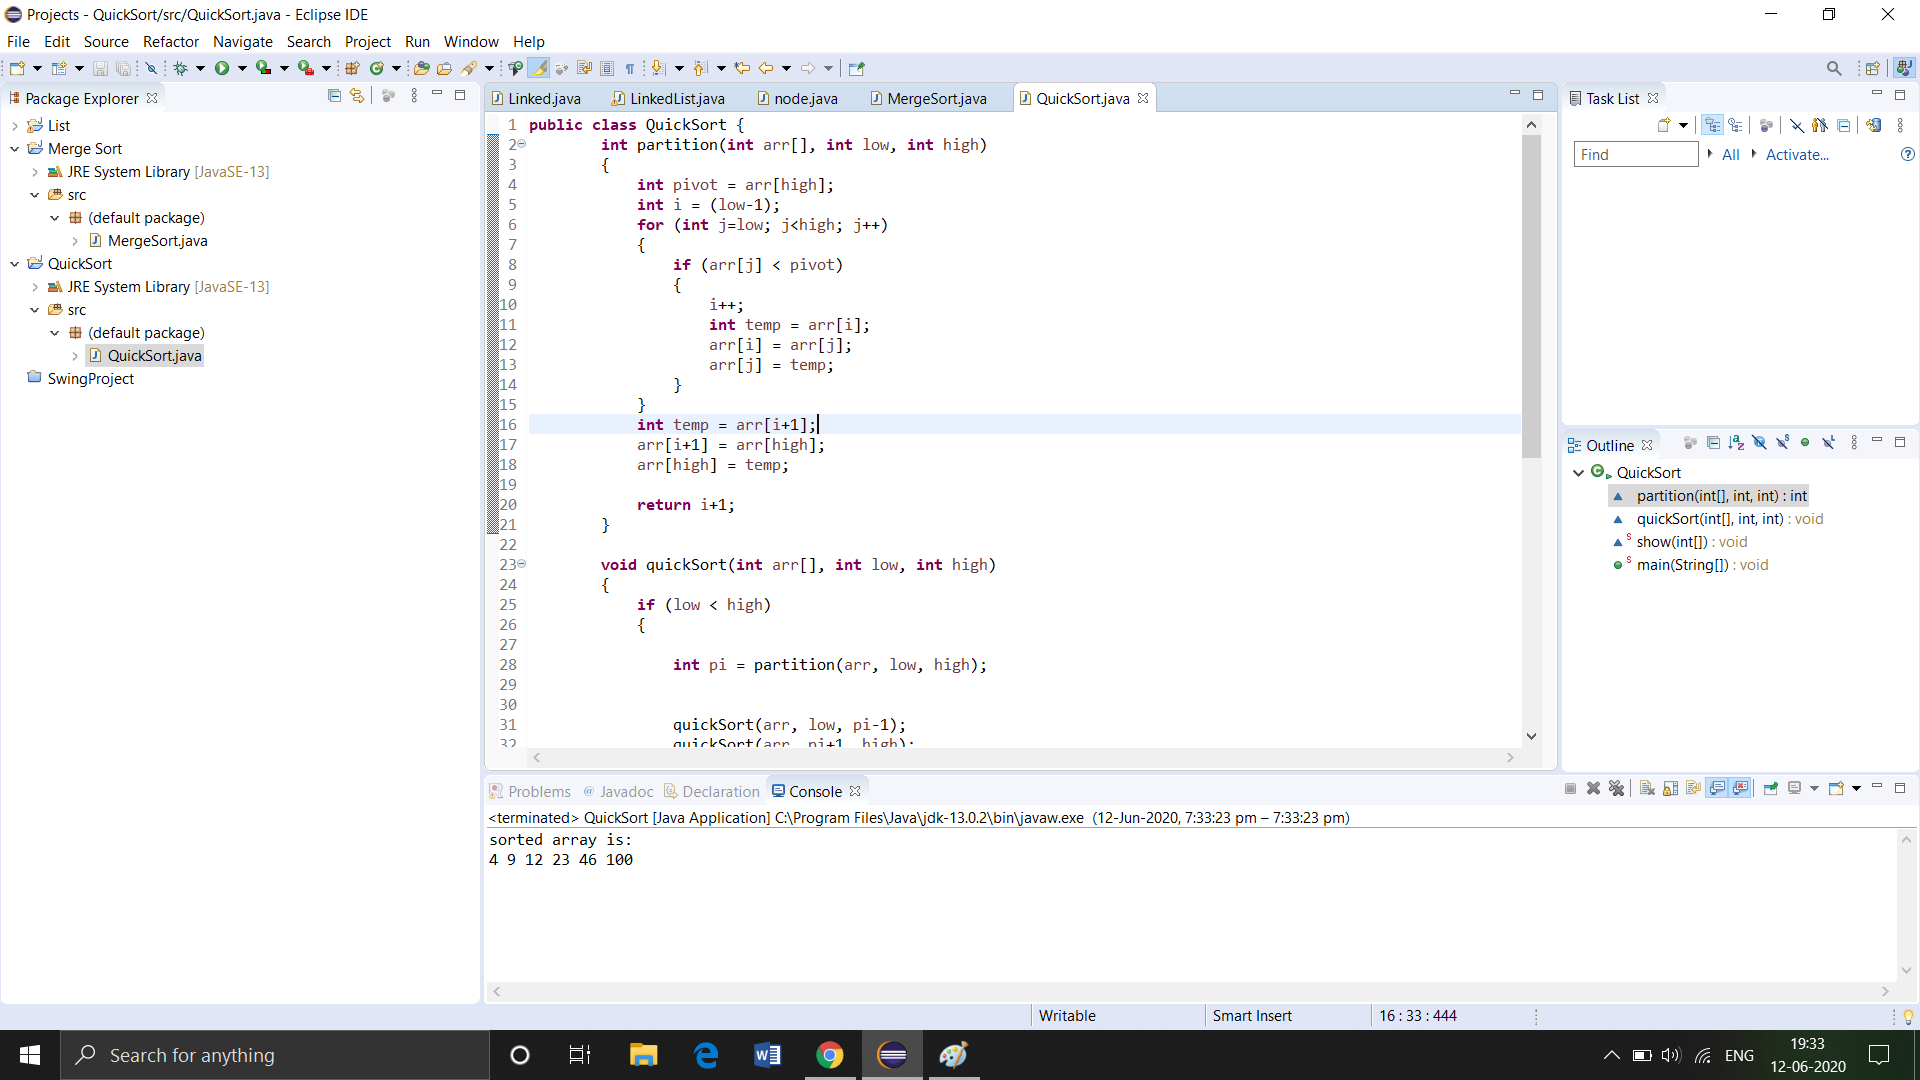 Projects - QuickSort/src/QuickSort.java - Eclipse IDE
File Edit Source Refactor Navigate Search Project Run Window Help
Package Explorer
List
Merge Sort
JRE System Library [JavaSE-13]
src
(default package)
MergeSort.java
QuickSort
JRE System Library [JavaSE-13]
src
(default package)
QuickSort.java
SwingProject
Linked.java LinkedList.java node.java MergeSort.java QuickSort.java
1 public class QuickSort {
2 int partition(int arr[], int low, int high)
3 {
4 int pivot = arr[high];
5 int i = (low-1);
6 for (int j=low; j<high; j++)
7 {
8 if (arr[j] < pivot)
9 {
10 i++;
11 int temp = arr[i];
12 arr[i] = arr[j];
13 arr[j] = temp;
14 }
15 }
16 int temp = arr[i+1];
17 arr[i+1] = arr[high];
18 arr[high] = temp;
19
20 return i+1;
21 }
22
23 void quickSort(int arr[], int low, int high)
24 {
25 if (low < high)
26 {
27
28 int pi = partition(arr, low, high);
29
30
31 quickSort(arr, low, pi-1);
32 quickSort(arr, pi+1, high);
Task List
Find All Activate...
Outline
QuickSort
partition(int[], int, int) : int
quickSort(int[], int, int) : void
S show(int[]) : void
S main(String[]) : void
Problems @ Javadoc Declaration Console
<terminated> QuickSort [Java Application] C:\Program Files\Java\jdk-13.0.2\bin\javaw.exe (12-Jun-2020, 7:33:23 pm – 7:33:23 pm)
sorted array is:
4 9 12 23 46 100
Writable Smart Insert 16 : 33 : 444
Search for anything
ENG
19:33
12-06-2020